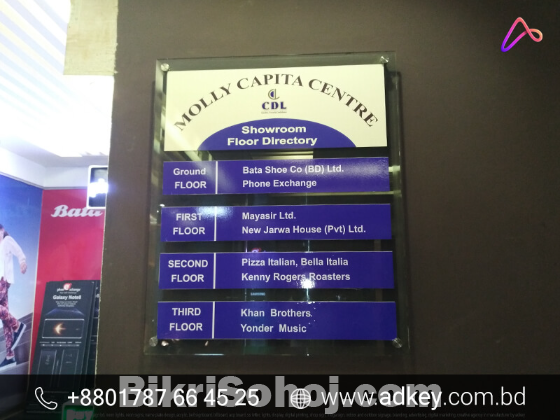 MOLLY CAPITA CENTRE
CDL
Showroom
Floor Directory
Ground FLOOR
Bata Shoe Co (BD) Ltd.
Phone Exchange
FIRST FLOOR
Mayasir Ltd.
New Jarwa House (Pvt) Ltd.
SECOND FLOOR
Pizza Italian, Bella Italia
Kenny Rogers Roasters
THIRD FLOOR
Khan Brothers
Yonder Music
Bata
Galaxy Note8
BikriSohoj.com
+8801787 66 45 25
www.adkey.com.bd